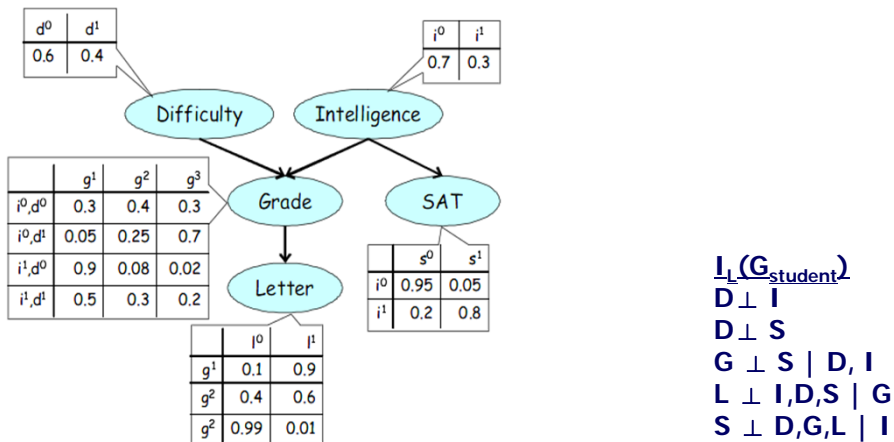 d⁰ d¹
0.6 0.4
i⁰ i¹
0.7 0.3
Difficulty
Intelligence
g¹ g² g³
i⁰,d⁰ 0.3 0.4 0.3
i⁰,d¹ 0.05 0.25 0.7
i¹,d⁰ 0.9 0.08 0.02
i¹,d¹ 0.5 0.3 0.2
Grade
SAT
s⁰ s¹
i⁰ 0.95 0.05
i¹ 0.2 0.8
Letter
l⁰ l¹
g¹ 0.1 0.9
g² 0.4 0.6
g² 0.99 0.01
I_L(G_student)
D ⊥ I
D ⊥ S
G ⊥ S | D, I
L ⊥ I,D,S | G
S ⊥ D,G,L | I